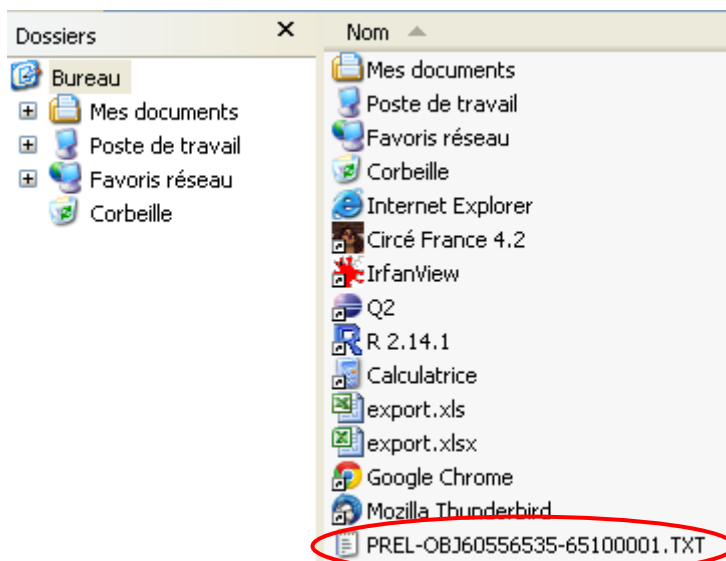 Dossiers
Bureau
Mes documents
Poste de travail
Favoris réseau
Corbeille
Nom
Mes documents
Poste de travail
Favoris réseau
Corbeille
Internet Explorer
Circé France 4.2
IrfanView
Q2
R 2.14.1
Calculatrice
export.xls
export.xlsx
Google Chrome
Mozilla Thunderbird
PREL-OBJ60556535-65100001.TXT